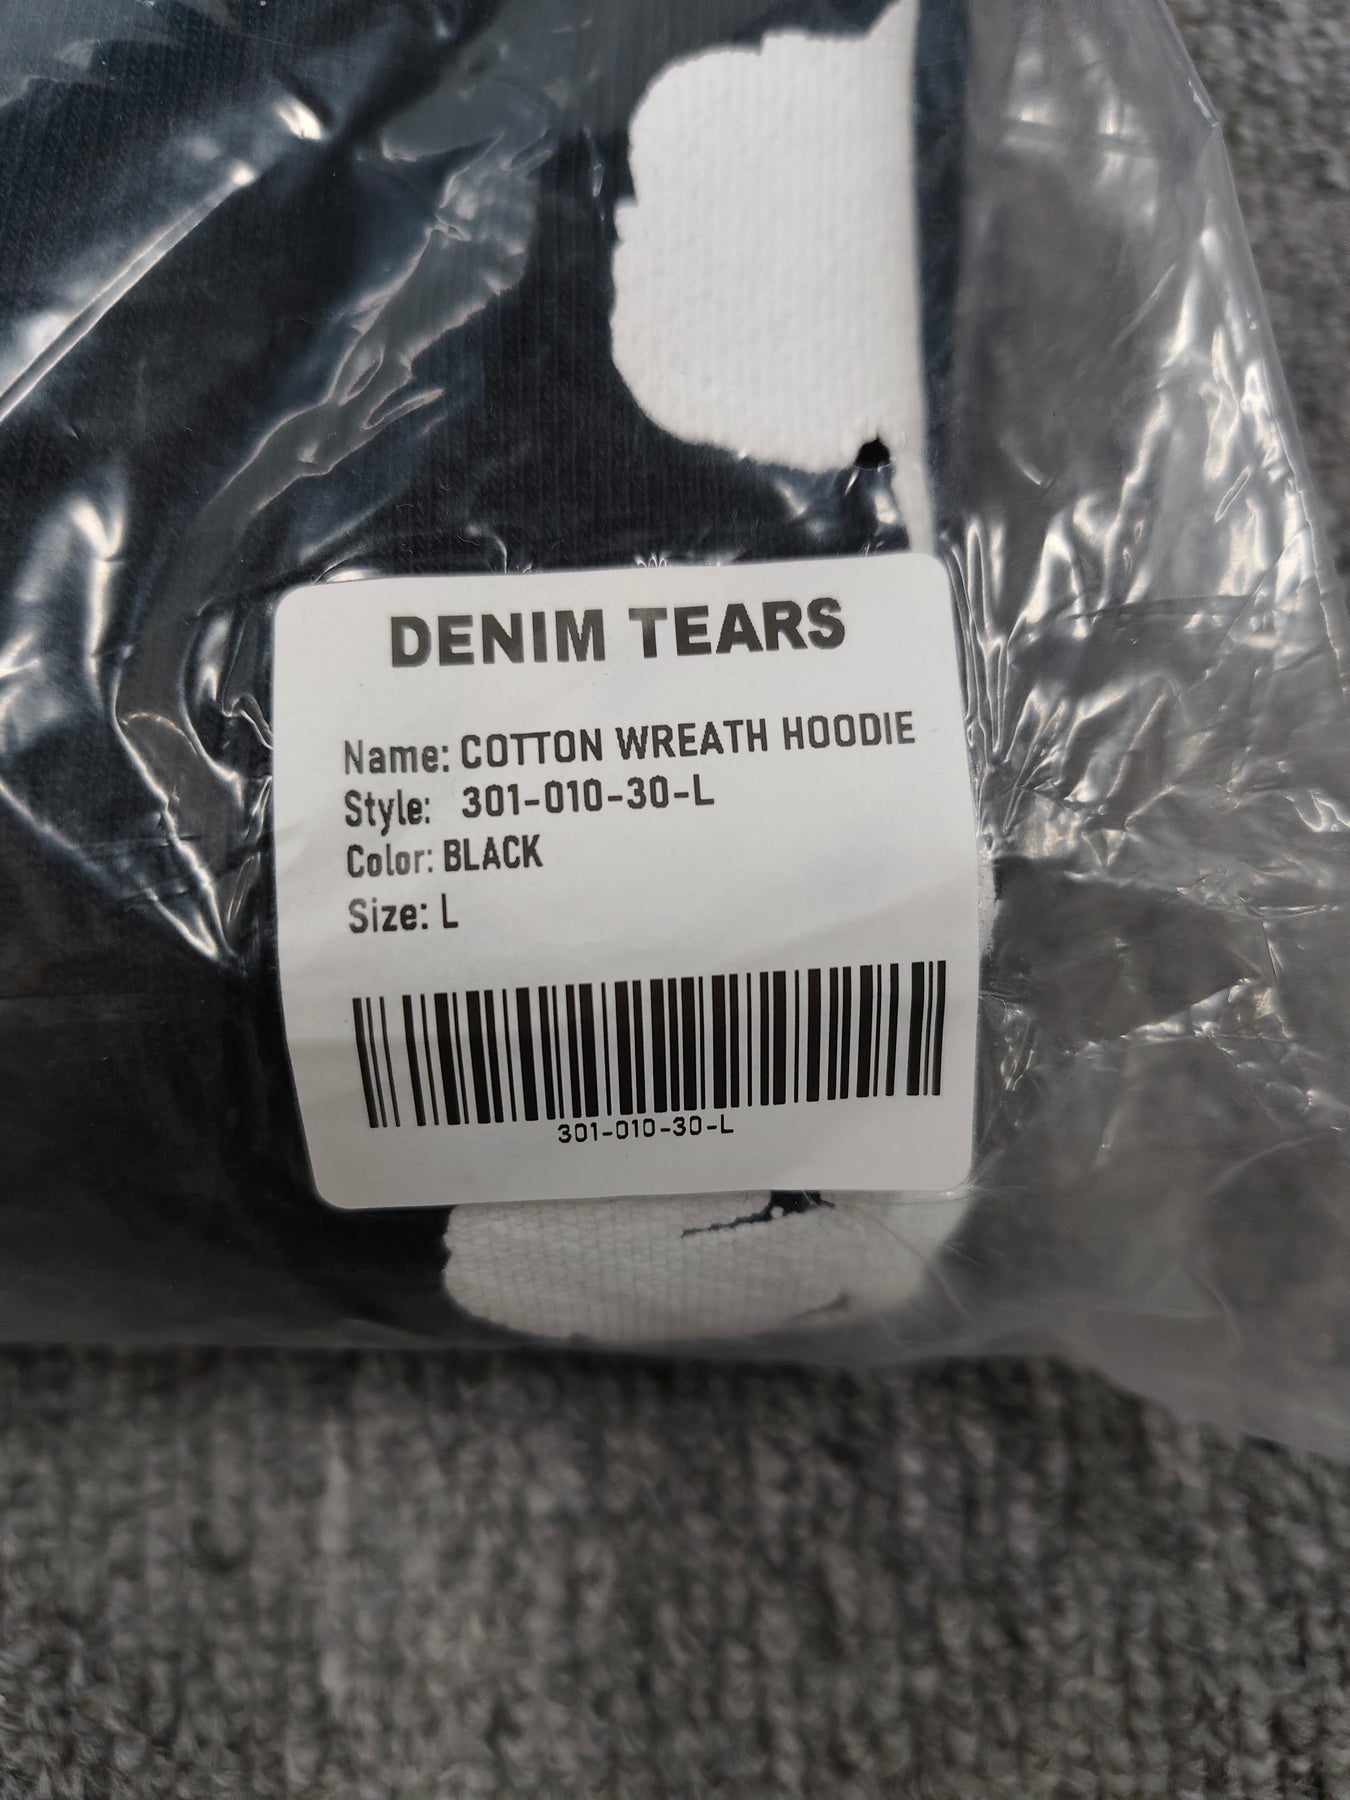 DENIM TEARS
Name: COTTON WREATH HOODIE
Style: 301-010-30-L
Color: BLACK
Size: L
301-010-30-L